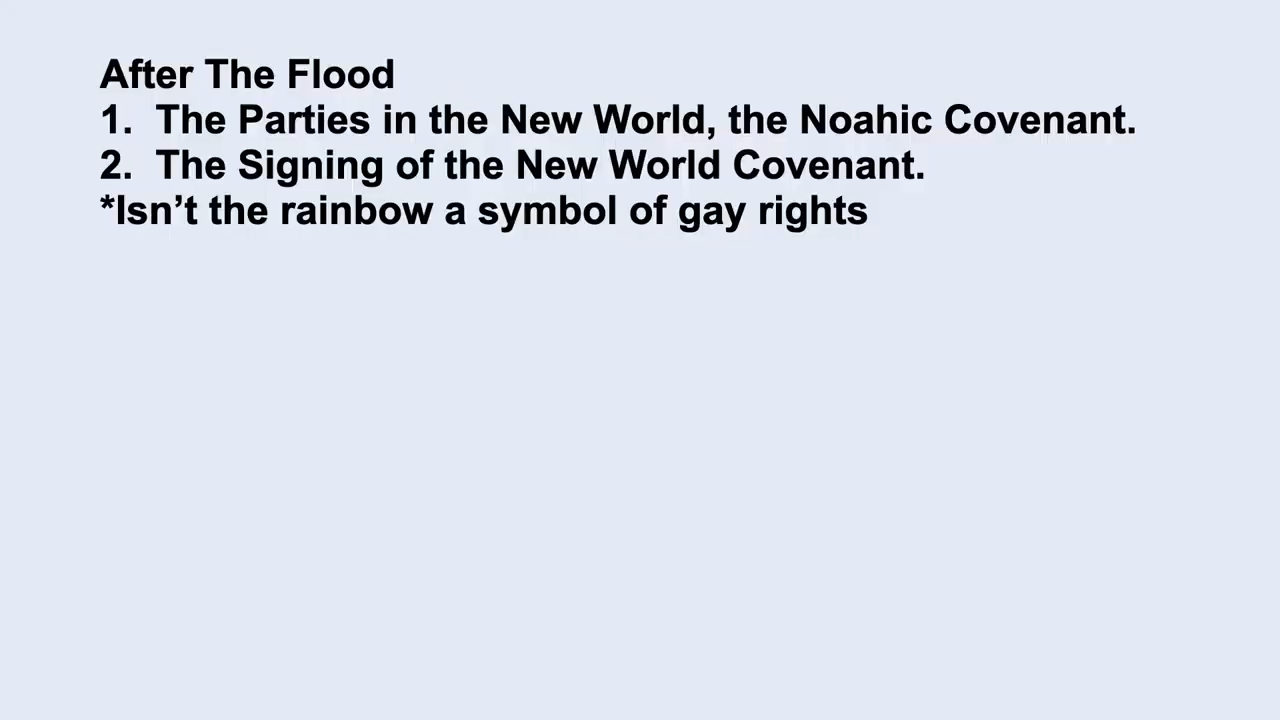 After The Flood
1. The Parties in the New World, the Noahic Covenant.
2. The Signing of the New World Covenant.
*Isn’t the rainbow a symbol of gay rights